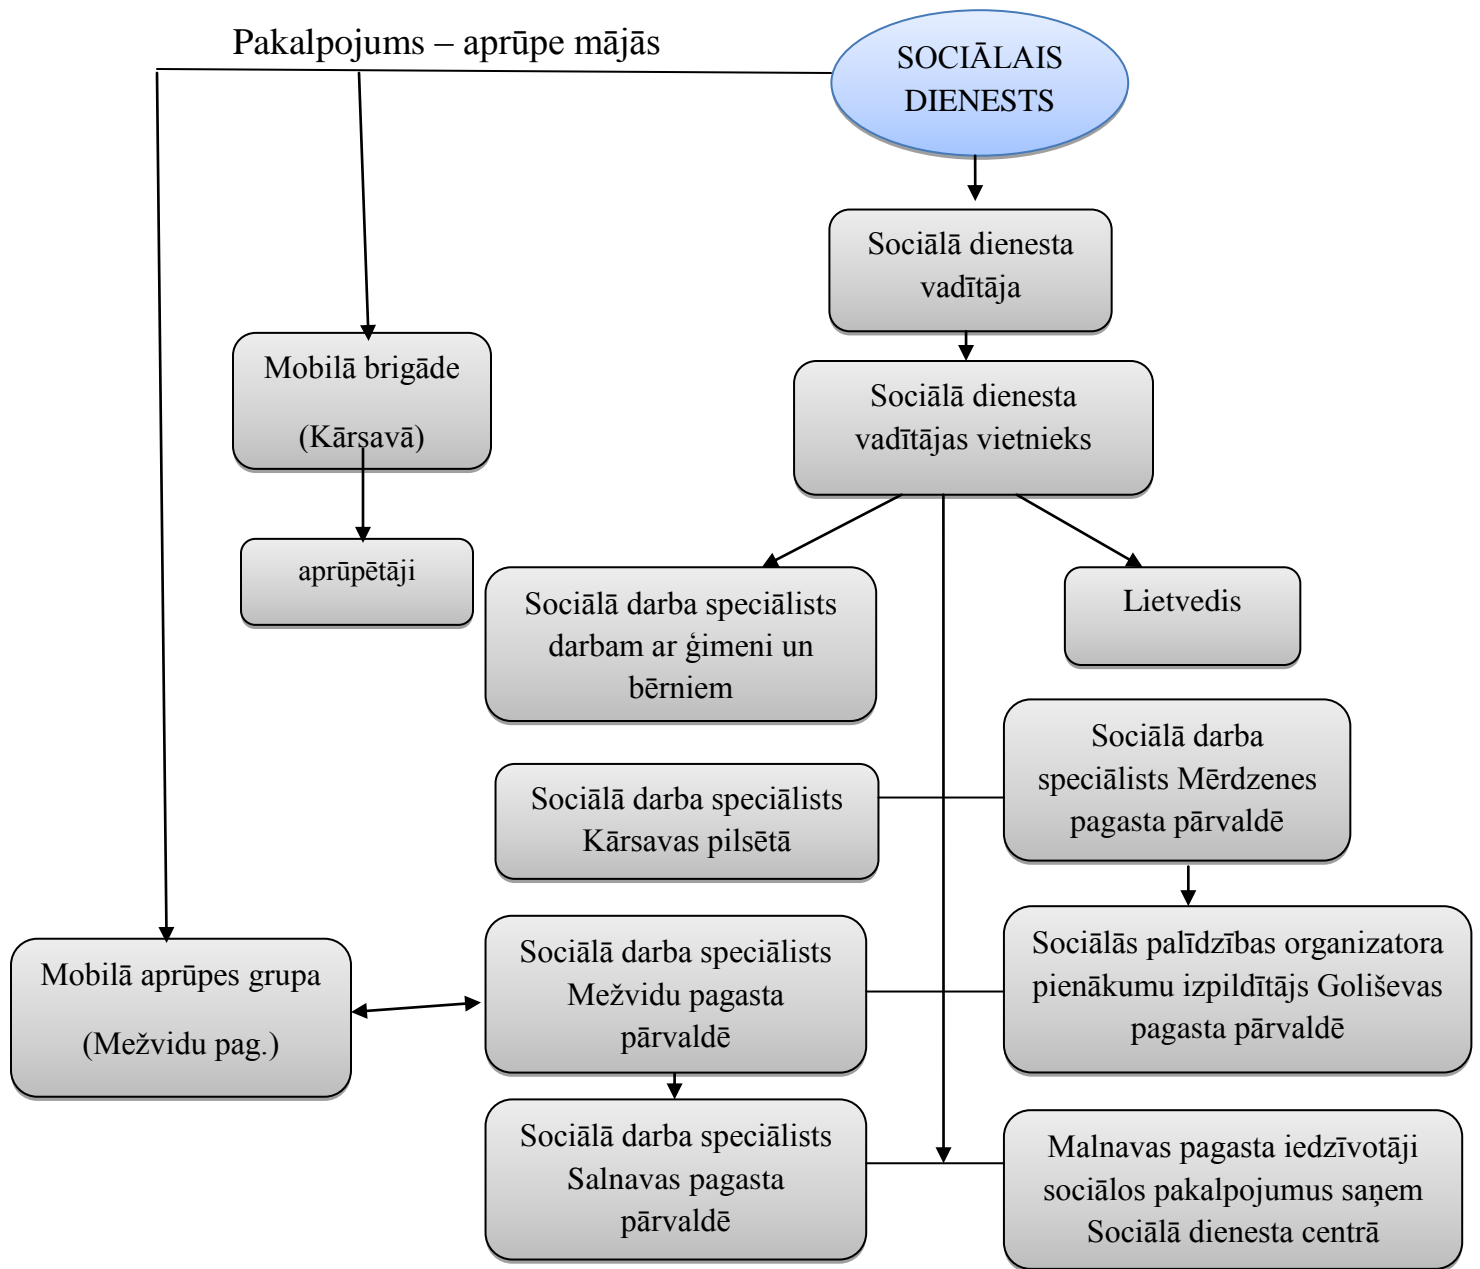 Pakalpojums – aprūpe mājās
SOCIĀLAIS
DIENESTS
Sociālā dienesta
vadītāja
Mobilā brigāde
(Kārsavā)
Sociālā dienesta
vadītājas vietnieks
aprūpētāji
Sociālā darba speciālists
darbam ar ģimeni un
bērniem
Lietvedis
Sociālā darba
speciālists Mērdzenes
pagasta pārvaldē
Sociālā darba speciālists
Kārsavas pilsētā
Mobilā aprūpes grupa
(Mežvidu pag.)
Sociālā darba speciālists
Mežvidu pagasta
pārvaldē
Sociālās palīdzības organizatora
pienākumu izpildītājs Goliševas
pagasta pārvaldē
Sociālā darba speciālists
Salnavas pagasta
pārvaldē
Malnavas pagasta iedzīvotāji
sociālos pakalpojumus saņem
Sociālā dienesta centrā